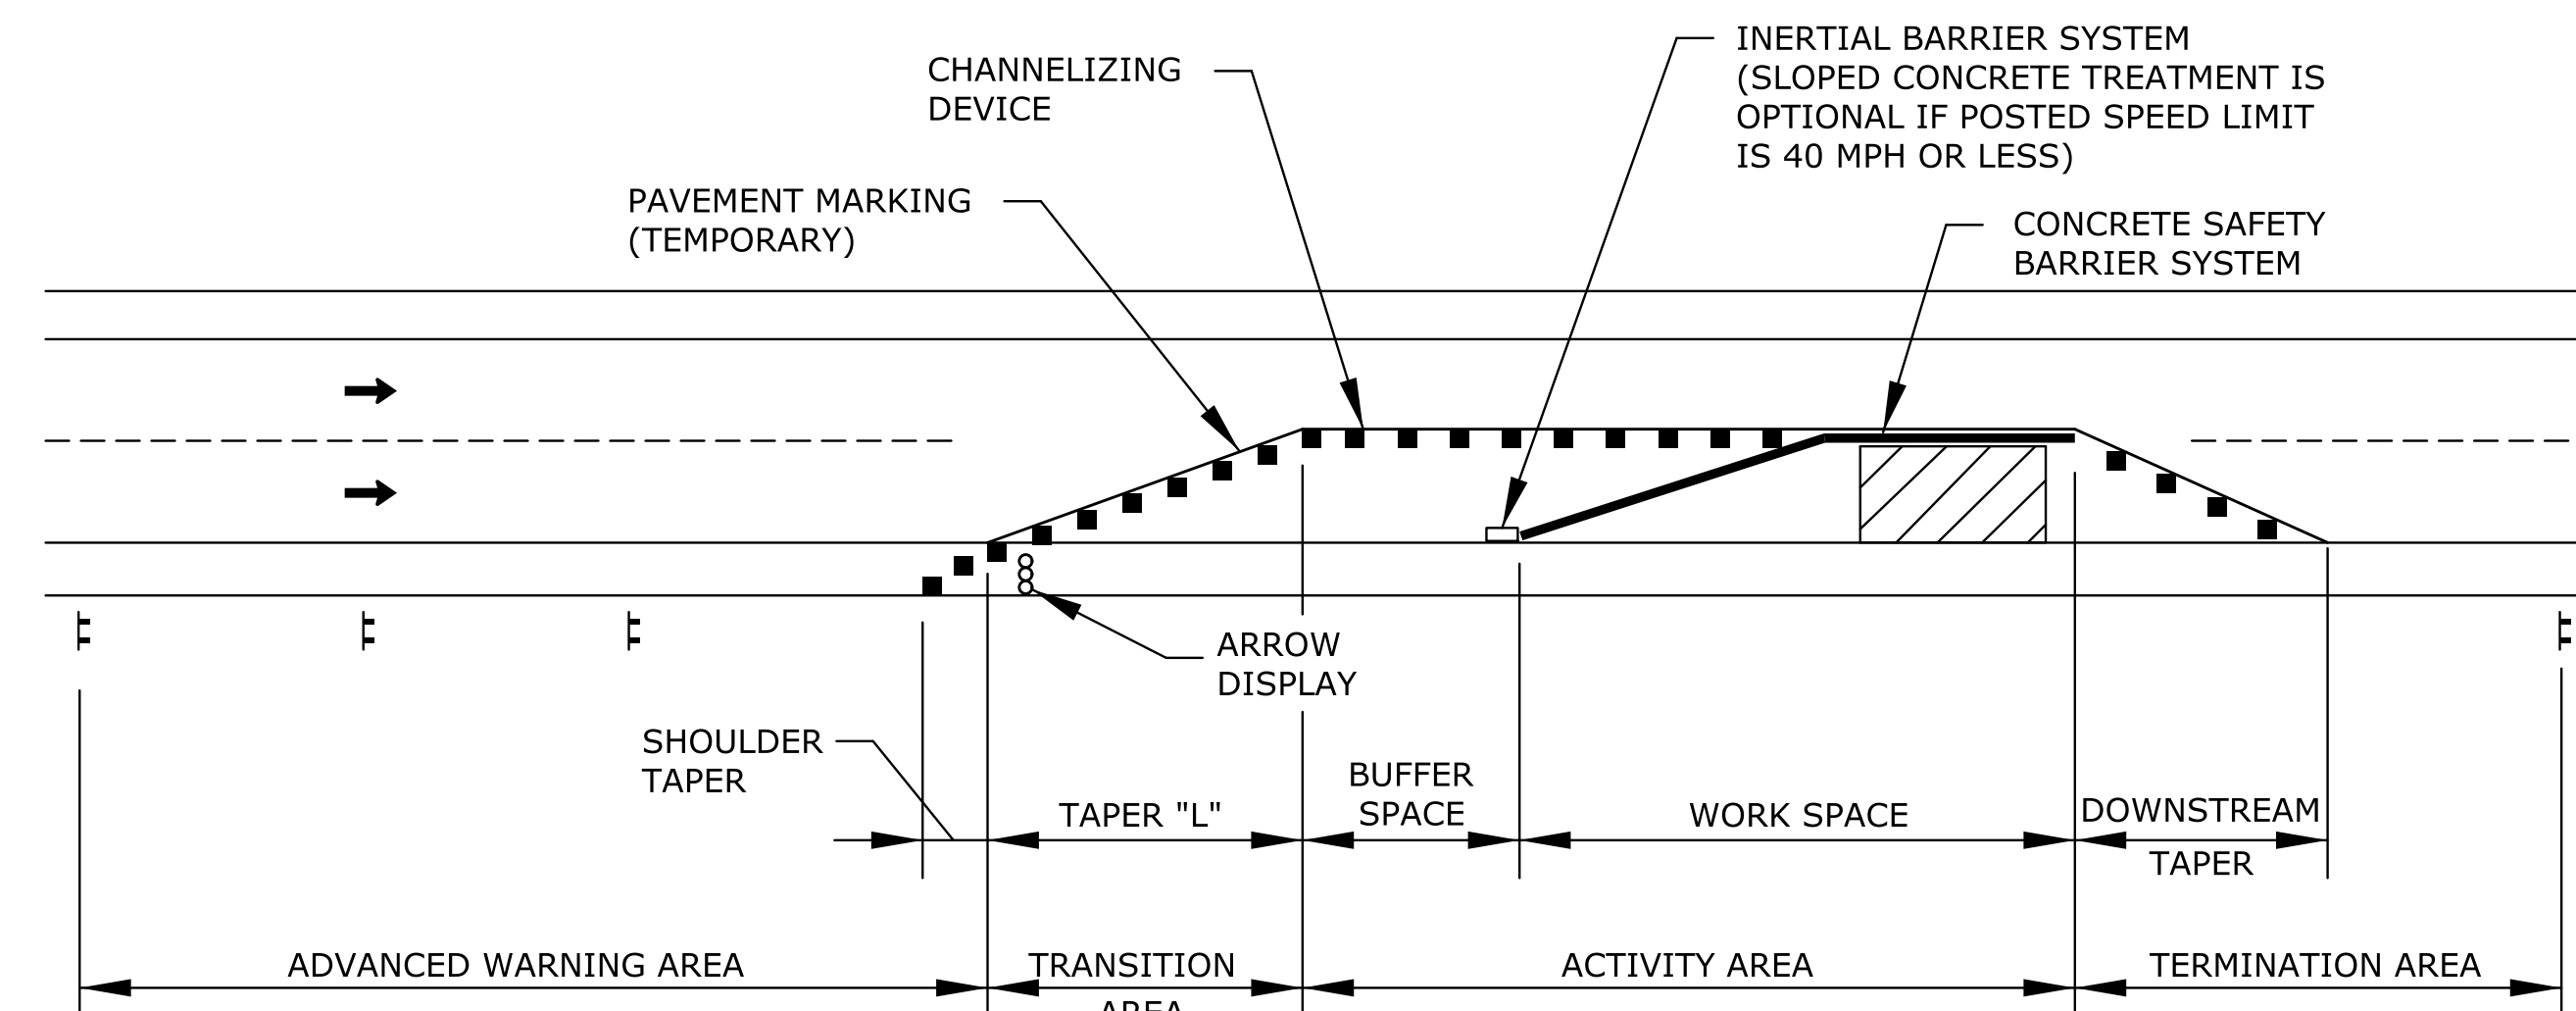 INERTIAL BARRIER SYSTEM
(SLOPED CONCRETE TREATMENT IS
OPTIONAL IF POSTED SPEED LIMIT
IS 40 MPH OR LESS)
CHANNELIZING
DEVICE
PAVEMENT MARKING
(TEMPORARY)
CONCRETE SAFETY
BARRIER SYSTEM
ARROW
DISPLAY
SHOULDER
TAPER
TAPER "L"
BUFFER
SPACE
WORK SPACE
DOWNSTREAM
TAPER
ADVANCED WARNING AREA
TRANSITION
AREA
ACTIVITY AREA
TERMINATION AREA